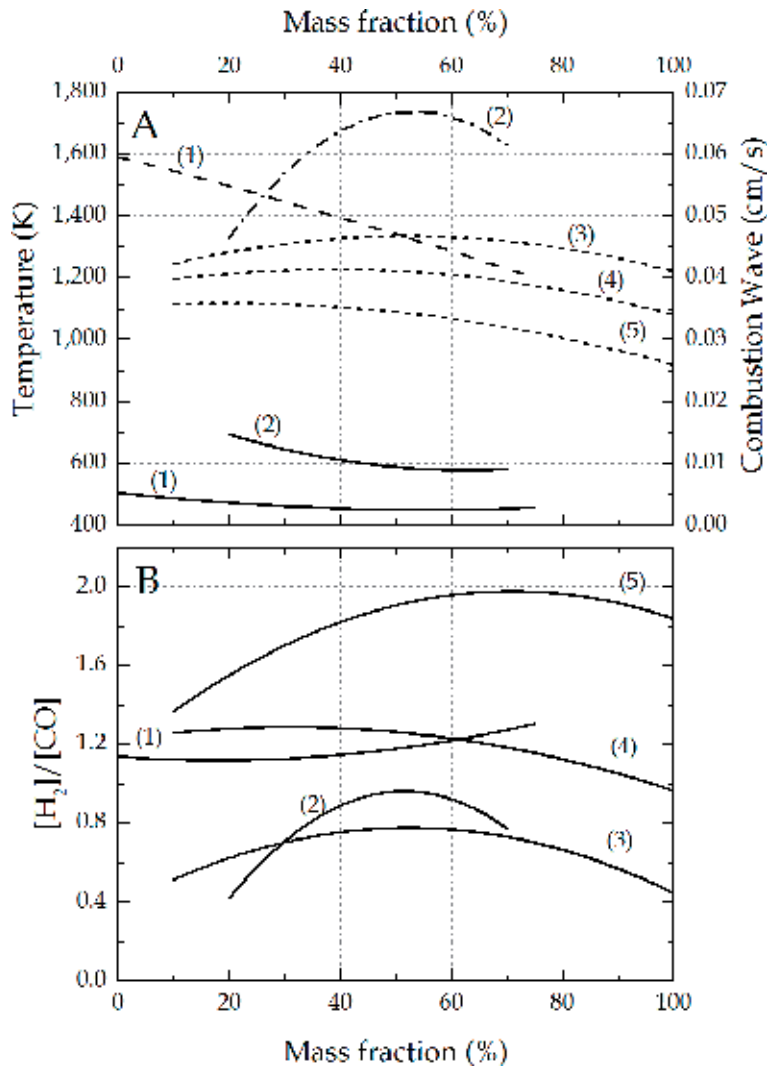 Mass fraction (%)
0 20 40 60 80 100
1,800 0.07
A (2)
(1)
1,600 0.06
1,400 0.05
(3)
1,200 0.04
(4)
(5)
1,000 0.03
800 0.02
(2)
600 0.01
(1)
400 0.00
Temperature (K)
Combustion Wave (cm/s)
B
2.0 (5)
1.6
(1)
1.2
(4)
(2)
0.8
(3)
0.4
0.0
[H₂]/[CO]
0 20 40 60 80 100
Mass fraction (%)